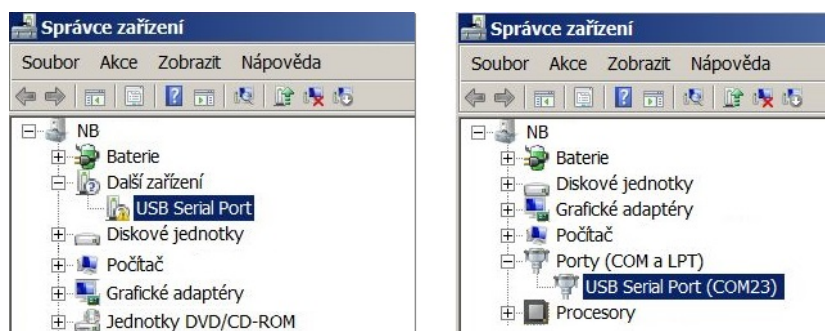 Správce zařízení
Soubor Akce Zobrazit Nápověda
NB
Baterie
Další zařízení
USB Serial Port
Diskové jednotky
Počítač
Grafické adaptéry
Jednotky DVD/CD-ROM
Správce zařízení
Soubor Akce Zobrazit Nápověda
NB
Baterie
Diskové jednotky
Grafické adaptéry
Počítač
Porty (COM a LPT)
USB Serial Port (COM23)
Procesory